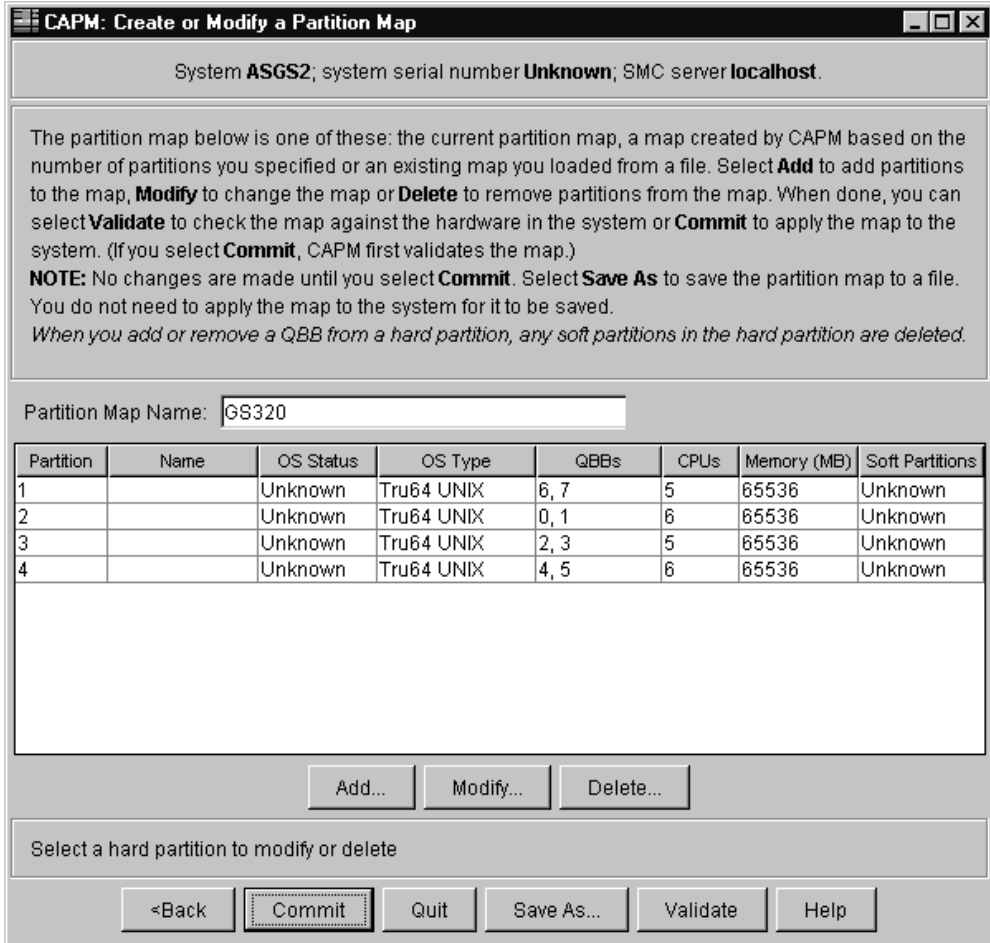 CAPM: Create or Modify a Partition Map
System ASGS2; system serial number Unknown; SMC server localhost.
The partition map below is one of these: the current partition map, a map created by CAPM based on the
number of partitions you specified or an existing map you loaded from a file. Select Add to add partitions
to the map, Modify to change the map or Delete to remove partitions from the map. When done, you can
select Validate to check the map against the hardware in the system or Commit to apply the map to the
system. (If you select Commit, CAPM first validates the map.)
NOTE: No changes are made until you select Commit. Select Save As to save the partition map to a file.
You do not need to apply the map to the system for it to be saved.
When you add or remove a QBB from a hard partition, any soft partitions in the hard partition are deleted.
Partition Map Name: GS320
Partition Name OS Status OS Type QBBs CPUs Memory (MB) Soft Partitions
1 Unknown Tru64 UNIX 6, 7 5 65536 Unknown
2 Unknown Tru64 UNIX 0, 1 6 65536 Unknown
3 Unknown Tru64 UNIX 2, 3 5 65536 Unknown
4 Unknown Tru64 UNIX 4, 5 6 65536 Unknown
Add... Modify... Delete...
Select a hard partition to modify or delete
<Back Commit Quit Save As... Validate Help